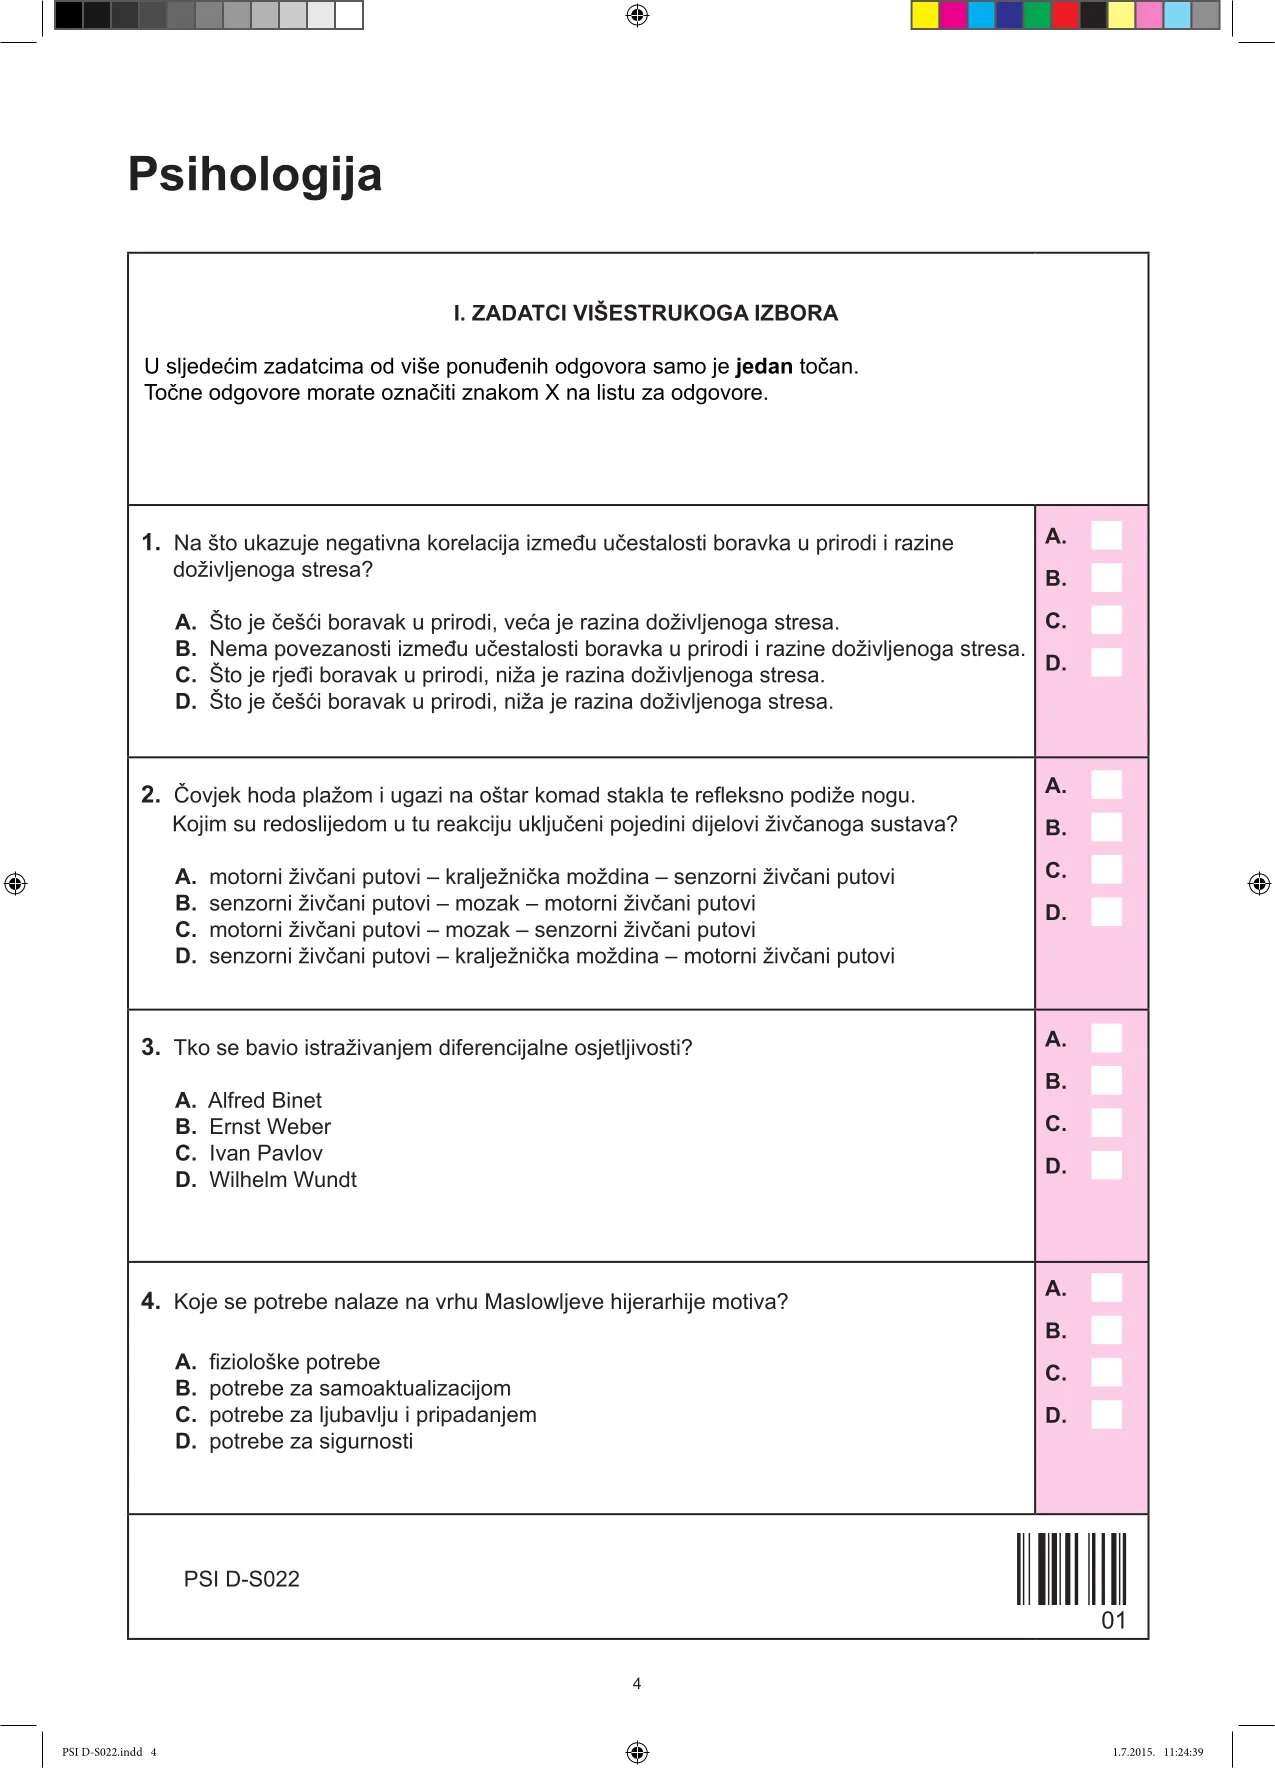 Psihologija
I. ZADATCI VIŠESTRUKOGA IZBORA
U sljedećim zadatcima od više ponuđenih odgovora samo je jedan točan.
Točne odgovore morate označiti znakom X na listu za odgovore.
1. Na što ukazuje negativna korelacija između učestalosti boravka u prirodi i razine
doživljenoga stresa?
A. Što je češći boravak u prirodi, veća je razina doživljenoga stresa.
B. Nema povezanosti između učestalosti boravka u prirodi i razine doživljenoga stresa.
C. Što je rjeđi boravak u prirodi, niža je razina doživljenoga stresa.
D. Što je češći boravak u prirodi, niža je razina doživljenoga stresa.
A.
B.
C.
D.
2. Čovjek hoda plažom i ugazi na oštar komad stakla te refleksno podiže nogu.
Kojim su redoslijedom u tu reakciju uključeni pojedini dijelovi živčanoga sustava?
A. motorni živčani putovi – kralježnička moždina – senzorni živčani putovi
B. senzorni živčani putovi – mozak – motorni živčani putovi
C. motorni živčani putovi – mozak – senzorni živčani putovi
D. senzorni živčani putovi – kralježnička moždina – motorni živčani putovi
A.
B.
C.
D.
3. Tko se bavio istraživanjem diferencijalne osjetljivosti?
A. Alfred Binet
B. Ernst Weber
C. Ivan Pavlov
D. Wilhelm Wundt
A.
B.
C.
D.
4. Koje se potrebe nalaze na vrhu Maslowljeve hijerarhije motiva?
A. fiziološke potrebe
B. potrebe za samoaktualizacijom
C. potrebe za ljubavlju i pripadanjem
D. potrebe za sigurnosti
A.
B.
C.
D.
PSI D-S022
01
4
PSI D-S022.indd 4
1.7.2015. 11:24:39